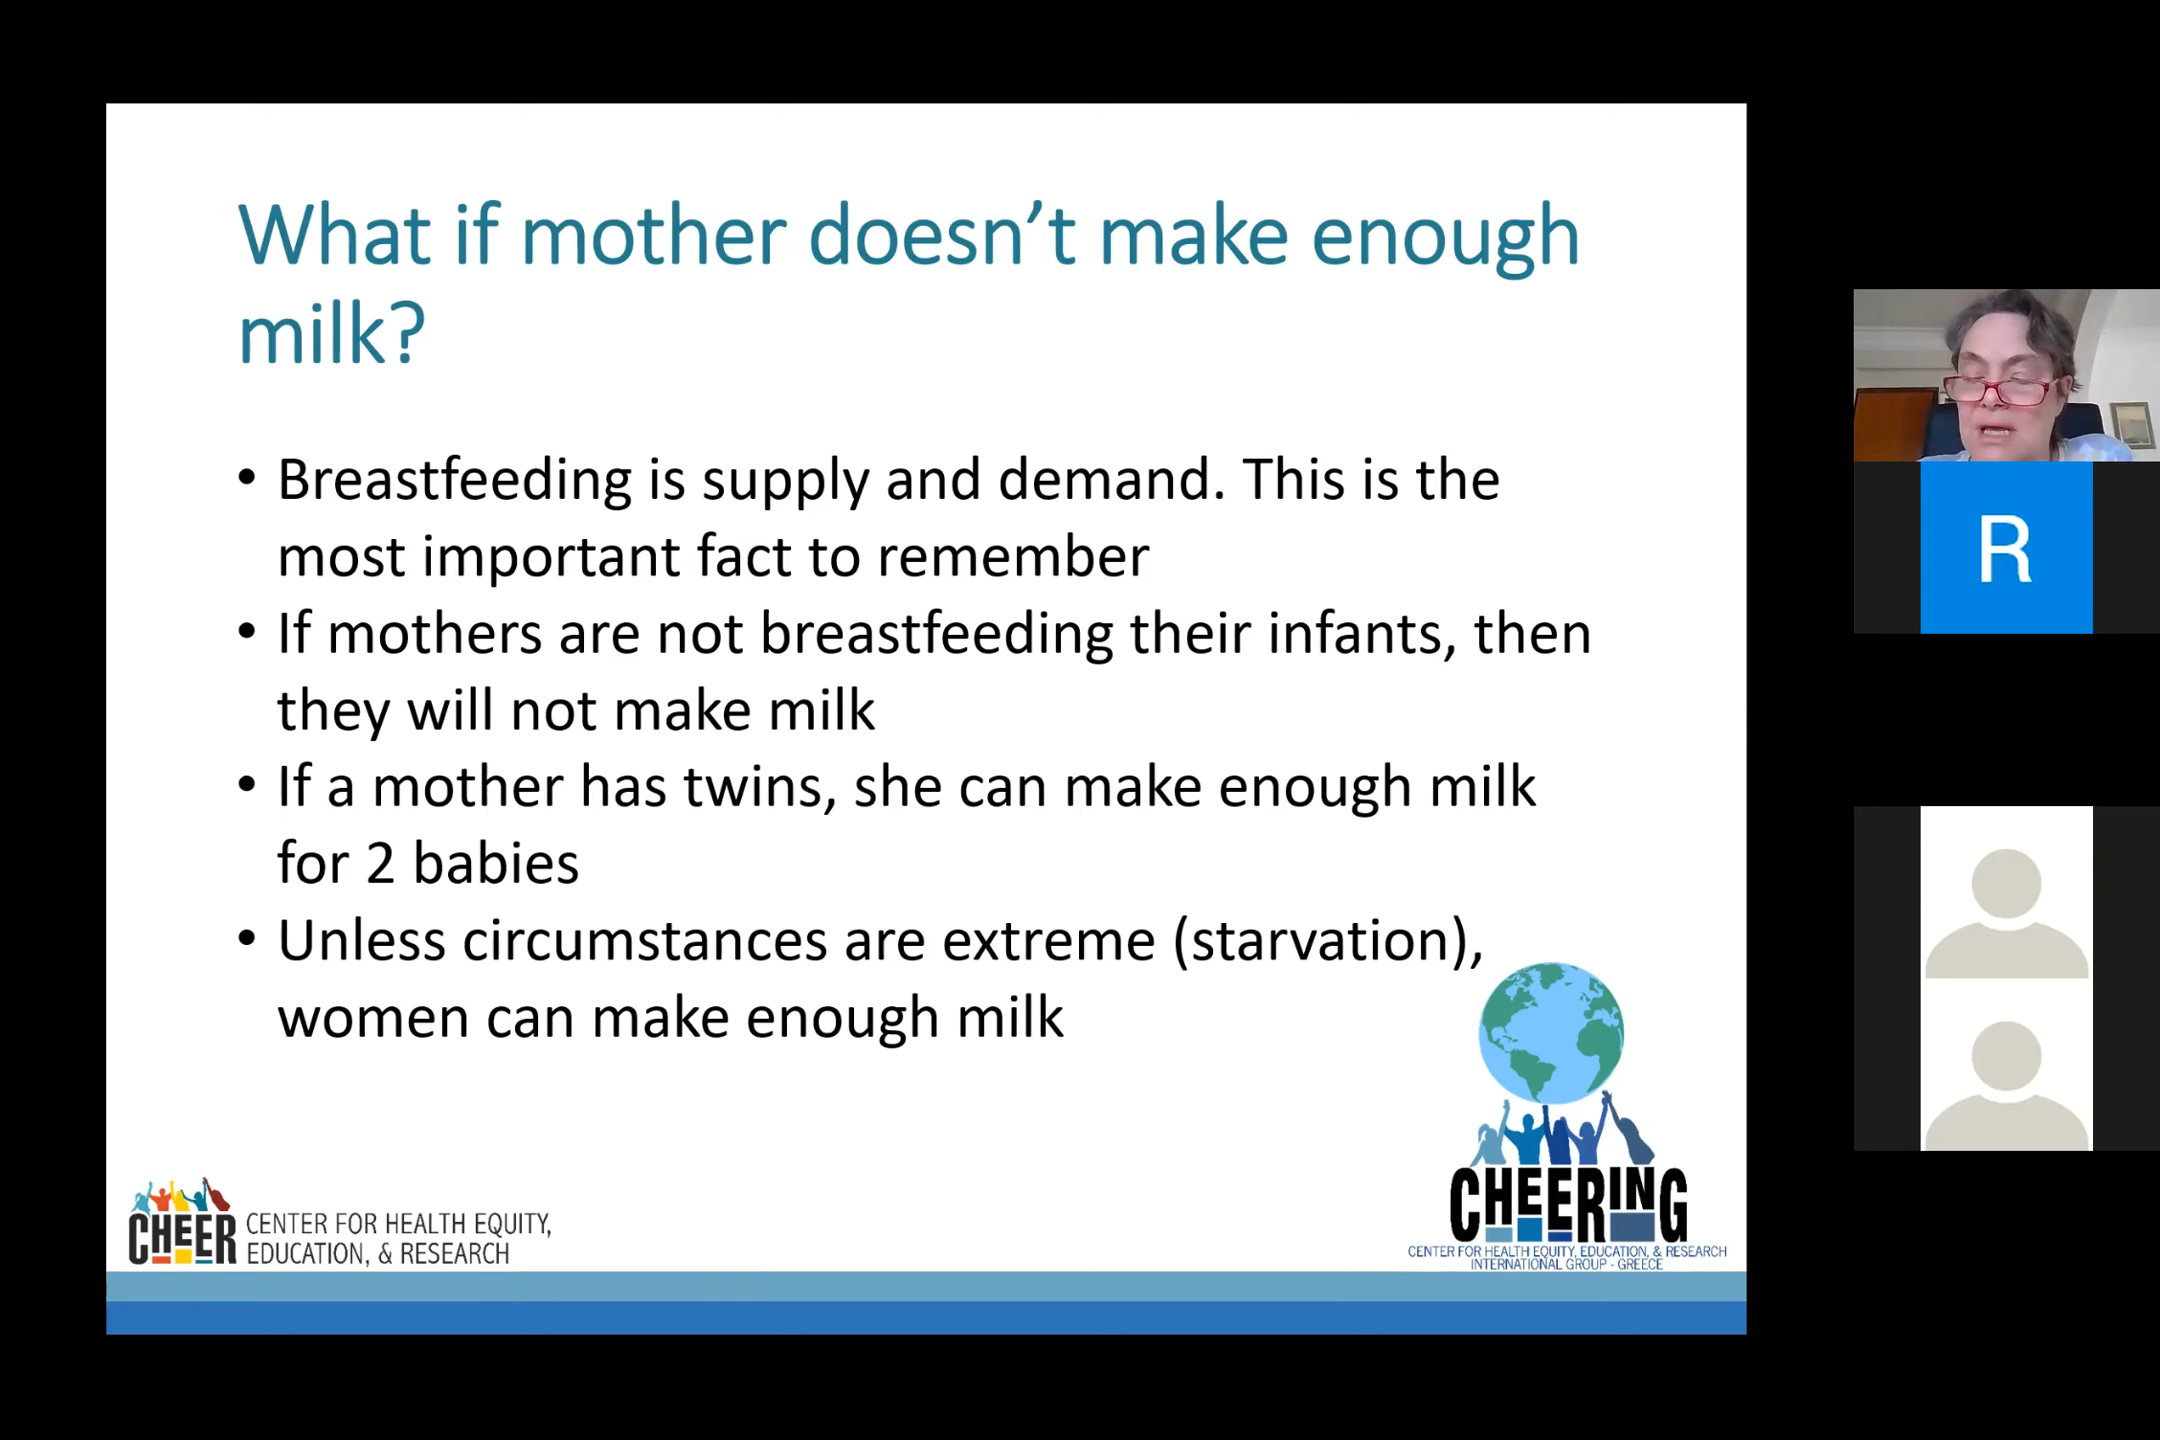 What if mother doesn’t make enough
milk?
• Breastfeeding is supply and demand. This is the
most important fact to remember
• If mothers are not breastfeeding their infants, then
they will not make milk
• If a mother has twins, she can make enough milk
for 2 babies
• Unless circumstances are extreme (starvation),
women can make enough milk
CHEER
CENTER FOR HEALTH EQUITY,
EDUCATION, & RESEARCH
CHEERING
CENTER FOR HEALTH EQUITY, EDUCATION, & RESEARCH
INTERNATIONAL GROUP - GREECE
R